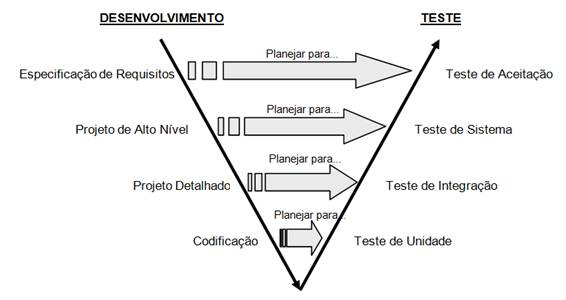 DESENVOLVIMENTO
TESTE
Planejar para...
Especificação de Requisitos
Teste de Aceitação
Planejar para...
Projeto de Alto Nível
Teste de Sistema
Planejar para...
Projeto Detalhado
Teste de Integração
Planejar para...
Codificação
Teste de Unidade